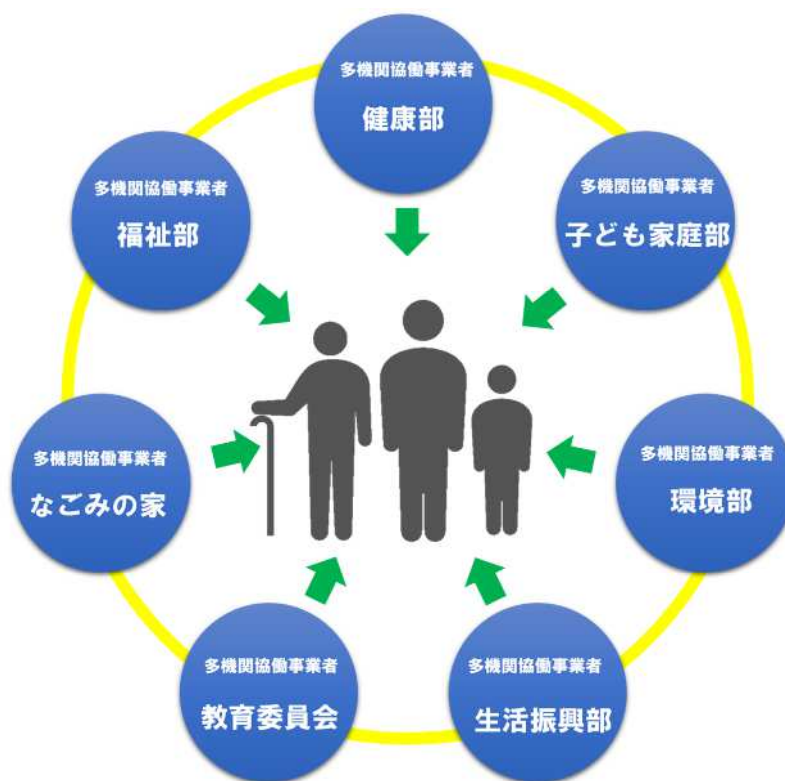 多機関協働事業者
健康部
多機関協働事業者
福祉部
多機関協働事業者
子ども家庭部
多機関協働事業者
なごみの家
多機関協働事業者
環境部
多機関協働事業者
教育委員会
多機関協働事業者
生活振興部